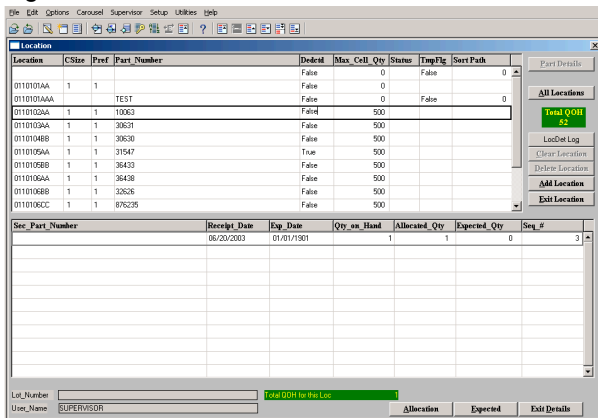 File Edit Options Carousel Supervisor Setup Utilities Help
Location
Location CSize Pref Part_Number Dedctd Max_Cell_Qty Status TmpFlg Sort Path
False 0 False 0
0110101AA 1 1 False 0
0110101AAA TEST False 0 False 0
0110102AA 1 1 10063 False 500
0110103AA 1 1 30631 False 500
0110104BB 1 1 30630 False 500
0110105AA 1 1 31547 True 500
0110105BB 1 1 36433 False 500
0110106AA 1 1 36438 False 500
0110106BB 1 1 32626 False 500
0110106CC 1 1 876235 False 500
Part Details
All Locations
Total QOH
52
LocDet Log
Clear Location
Delete Location
Add Location
Exit Location
Sec_Part_Number Receipt_Date Exp_Date Qty_on_Hand Allocated_Qty Expected_Qty Seq_#
06/20/2003 01/01/1901 1 1 0 3
Lot_Number Total QOH for this Loc 1
User_Name SUPERVISOR Allocation Expected Exit Details